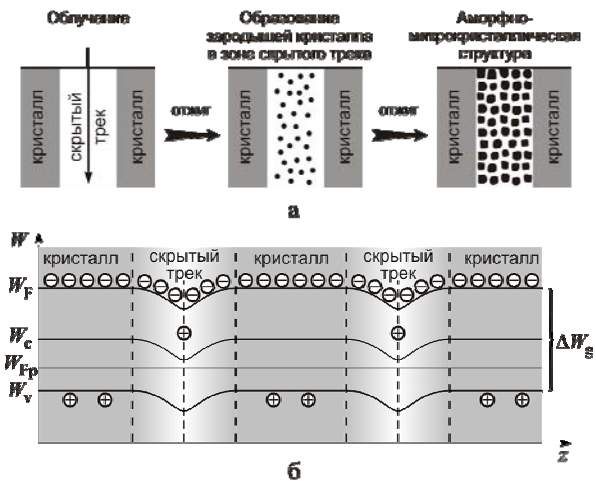 Облучение
Образование
зародышей кристалла
в зоне скрытого трека
Аморфно-
микрокристаллическая
структура
кристалл
скрытый
трек
кристалл
отжиг
кристалл
кристалл
отжиг
кристалл
кристалл
а
W
кристалл
скрытый
трек
кристалл
скрытый
трек
кристалл
W_F
W_c
W_Fp
W_v
ΔW_g
z
б